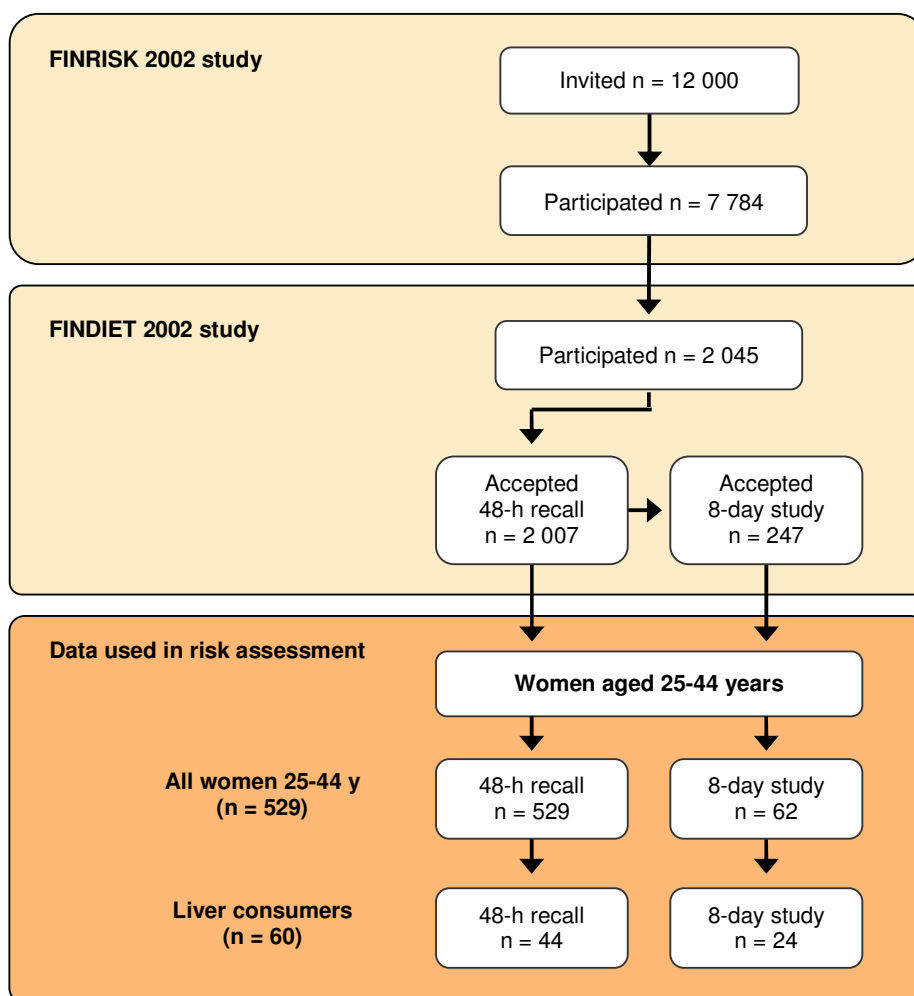 FINRISK 2002 study
Invited n = 12 000
Participated n = 7 784
FINDIET 2002 study
Participated n = 2 045
Accepted
48-h recall
n = 2 007
Accepted
8-day study
n = 247
Data used in risk assessment
Women aged 25-44 years
All women 25-44 y
(n = 529)
48-h recall
n = 529
8-day study
n = 62
Liver consumers
(n = 60)
48-h recall
n = 44
8-day study
n = 24